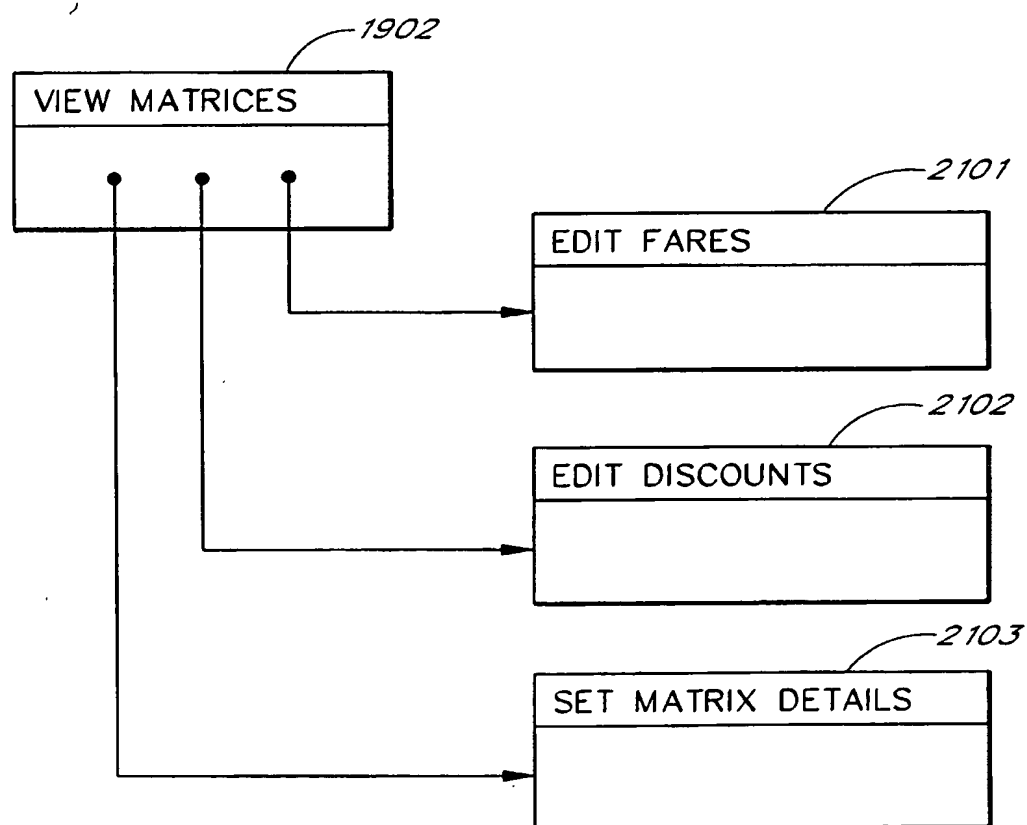 1902
VIEW MATRICES
2101
EDIT FARES
2102
EDIT DISCOUNTS
2103
SET MATRIX DETAILS